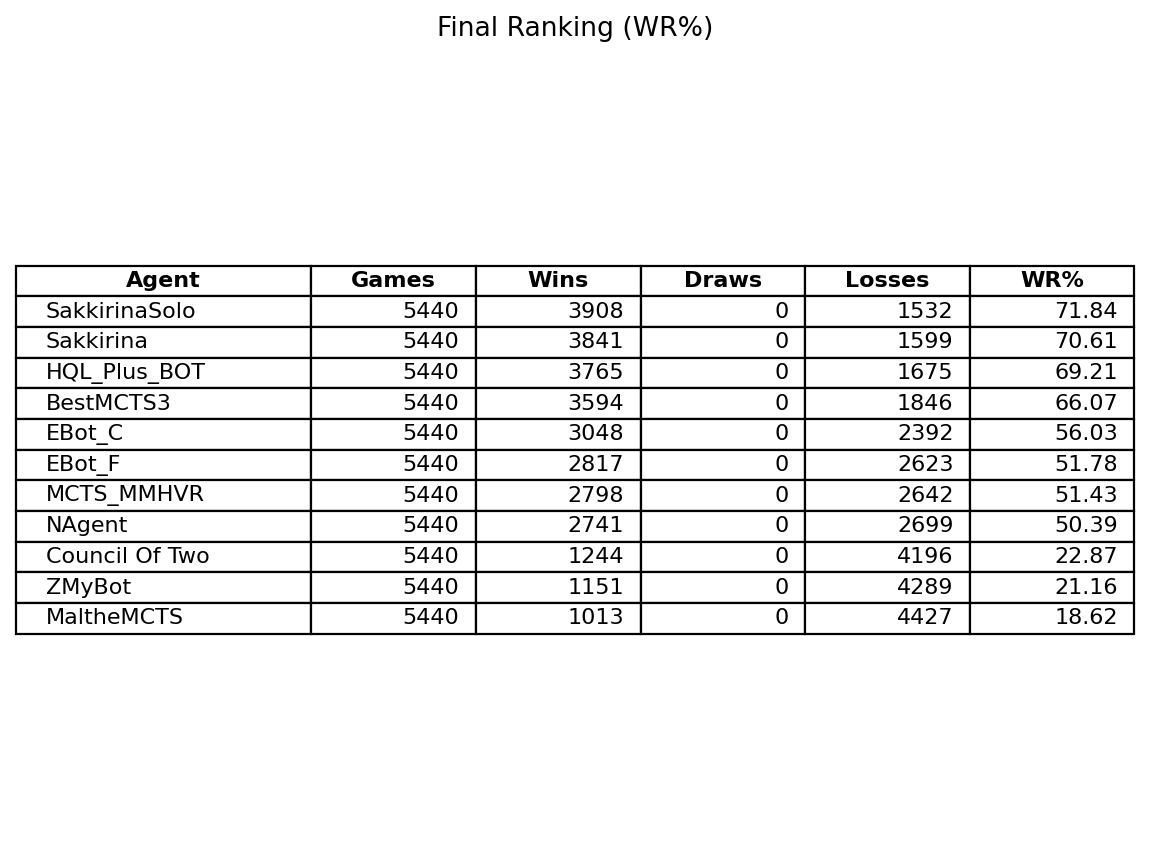 Final Ranking (WR%)
Agent Games Wins Draws Losses WR%
SakkirinaSolo 5440 3908 0 1532 71.84
Sakkirina 5440 3841 0 1599 70.61
HQL_Plus_BOT 5440 3765 0 1675 69.21
BestMCTS3 5440 3594 0 1846 66.07
EBot_C 5440 3048 0 2392 56.03
EBot_F 5440 2817 0 2623 51.78
MCTS_MMHVR 5440 2798 0 2642 51.43
NAgent 5440 2741 0 2699 50.39
Council Of Two 5440 1244 0 4196 22.87
ZMyBot 5440 1151 0 4289 21.16
MaltheMCTS 5440 1013 0 4427 18.62